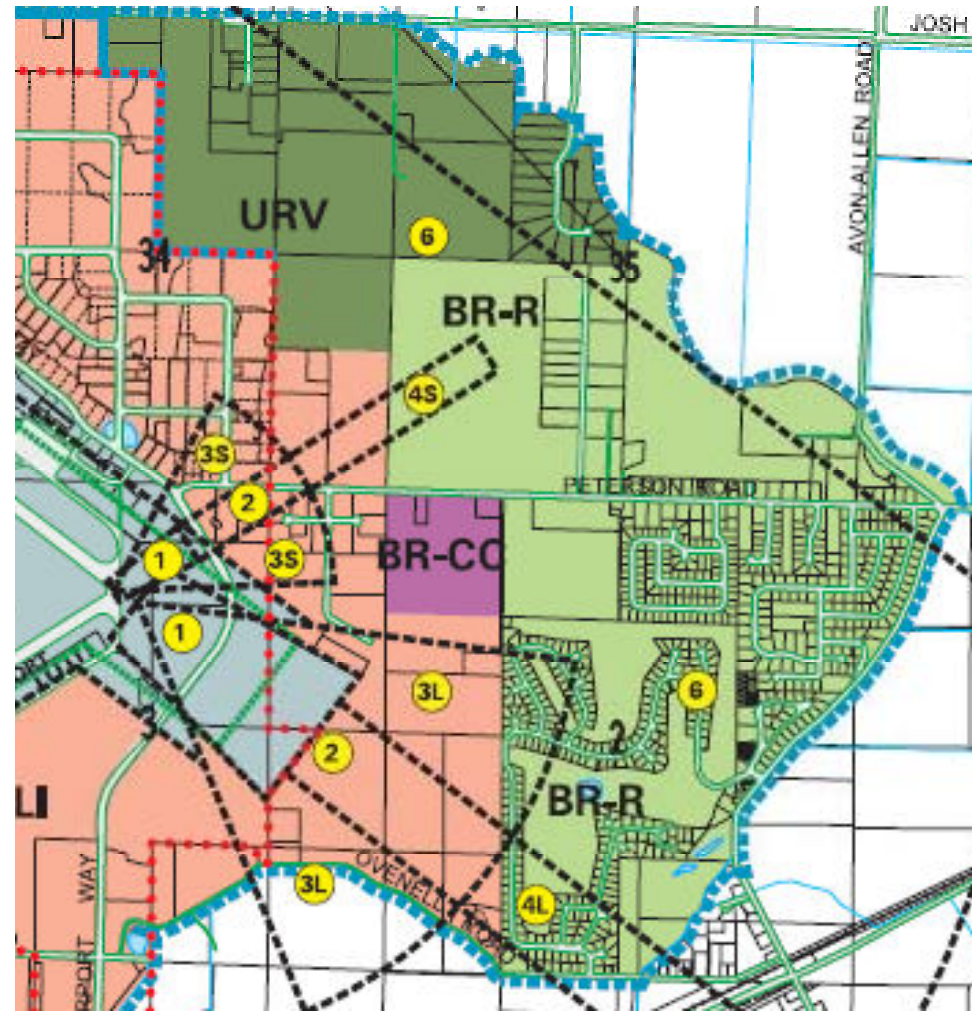 JOSH
AVON-ALLEN ROAD
URV
6
34
35
BR-R
4S
3S
2
PETERSON ROAD
1
3S
BR-CC
1
3L
6
2
2
LI
BR-R
OVENELL ROAD
3L
4L
WAY